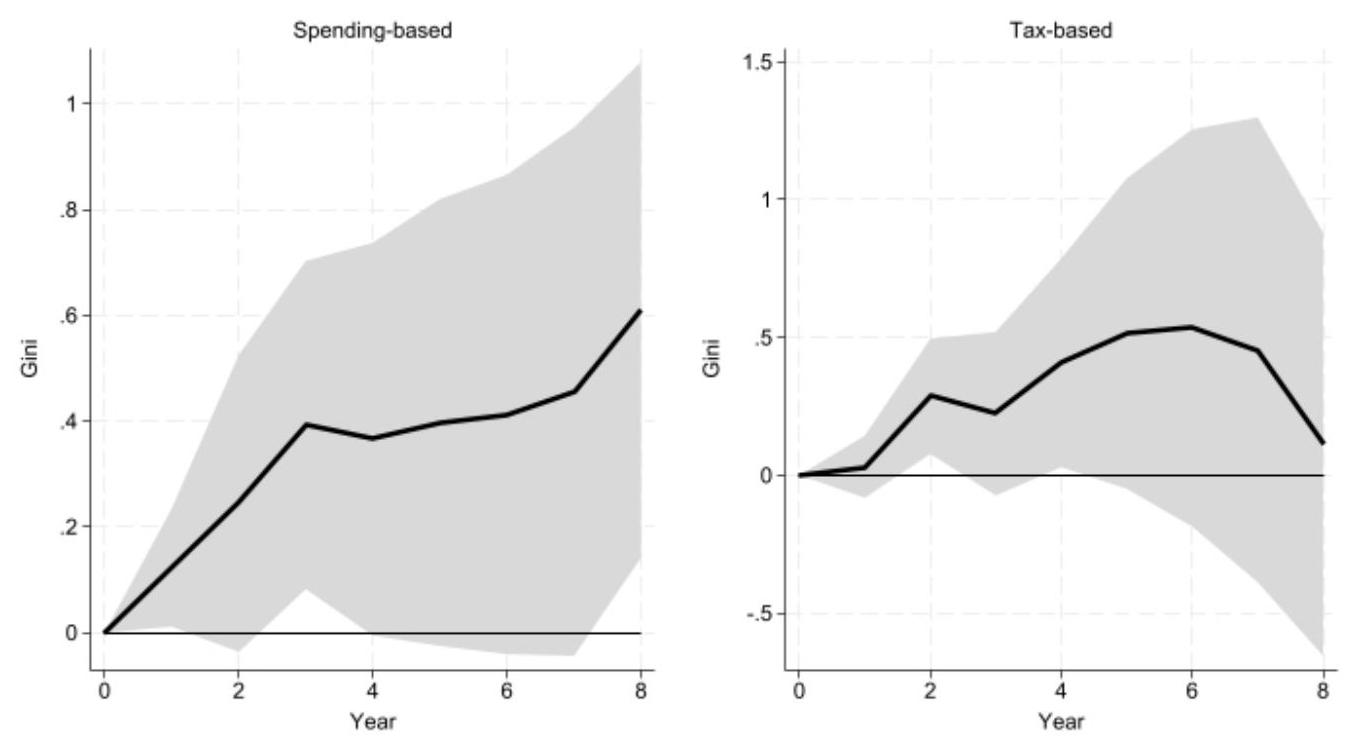 Spending-based
1
.8
.6
.4
.2
0
Gini
0 2 4 6 8
Year
Tax-based
1.5
1
.5
0
-.5
Gini
0 2 4 6 8
Year